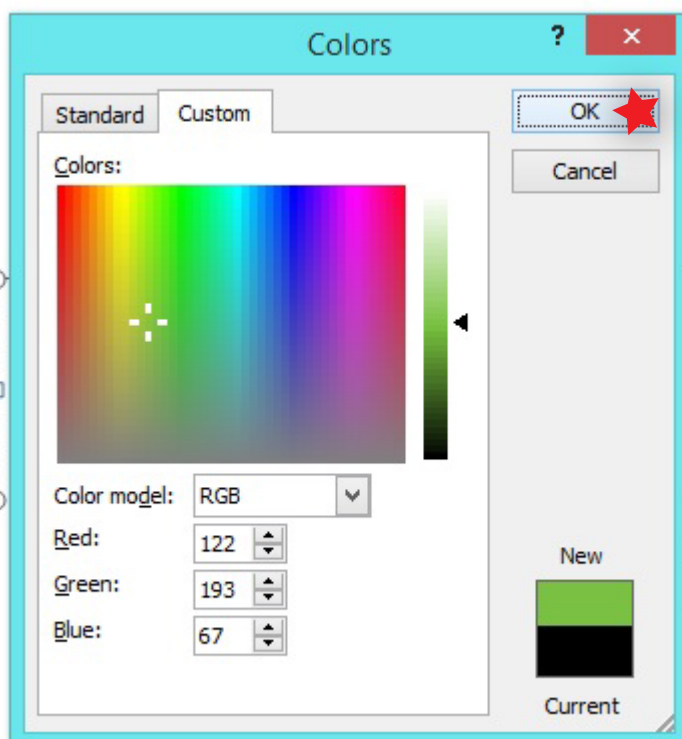 Colors
?
Standard
Custom
OK
Cancel
Colors:
Color model:
RGB
Red:
122
Green:
193
Blue:
67
New
Current